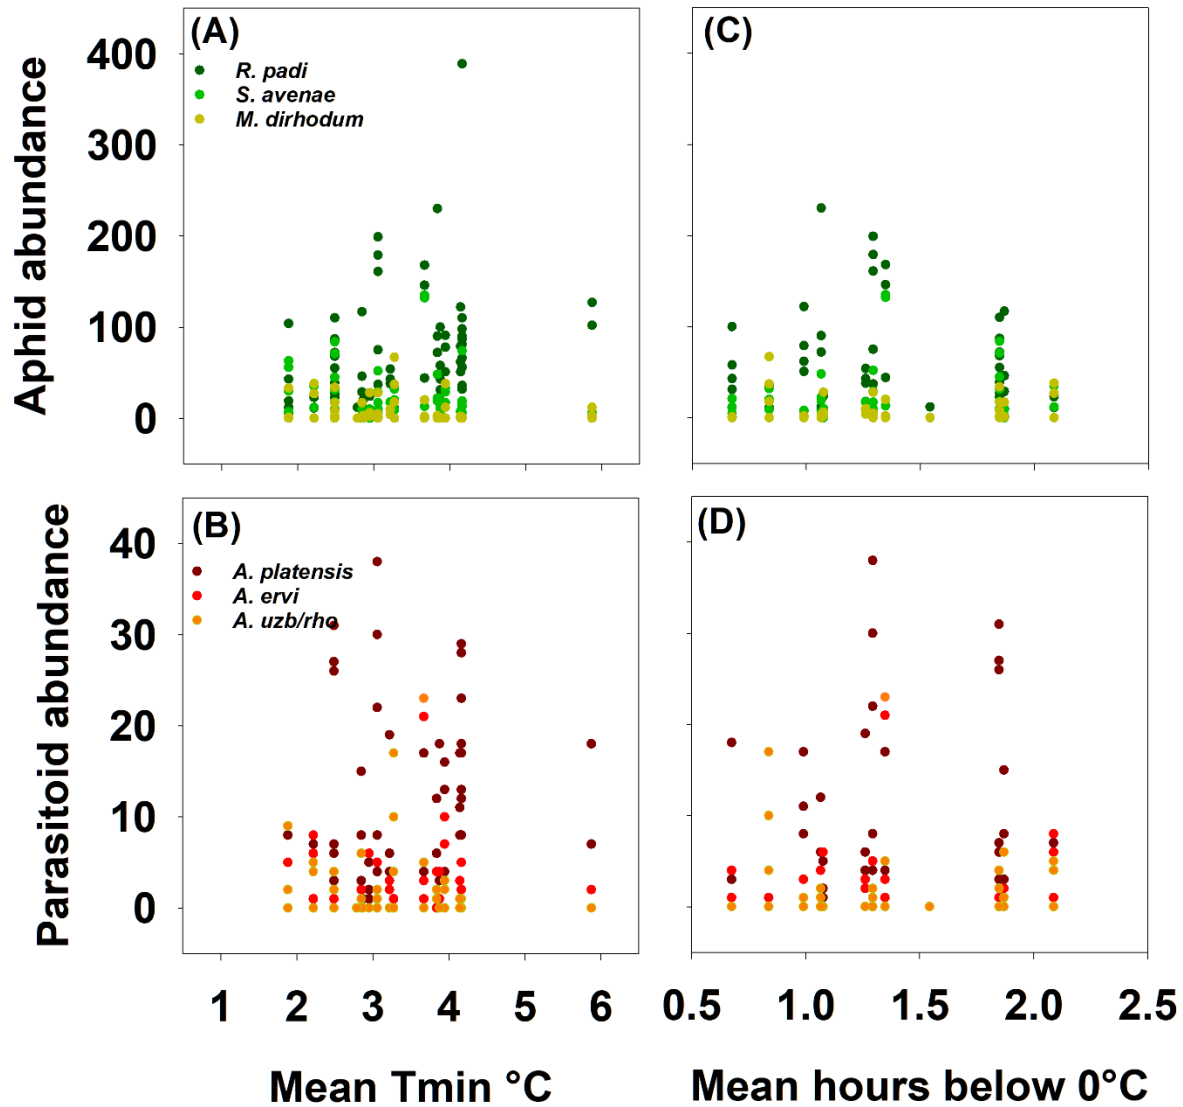 (A)
R. padi
S. avenae
M. dirhodum
400
300
200
100
0
Aphid abundance
(C)
(B)
A. platensis
A. ervi
A. uzb/rho
40
30
20
10
0
Parasitoid abundance
(D)
1 2 3 4 5 6
Mean Tmin °C
0.5 1.0 1.5 2.0 2.5
Mean hours below 0°C